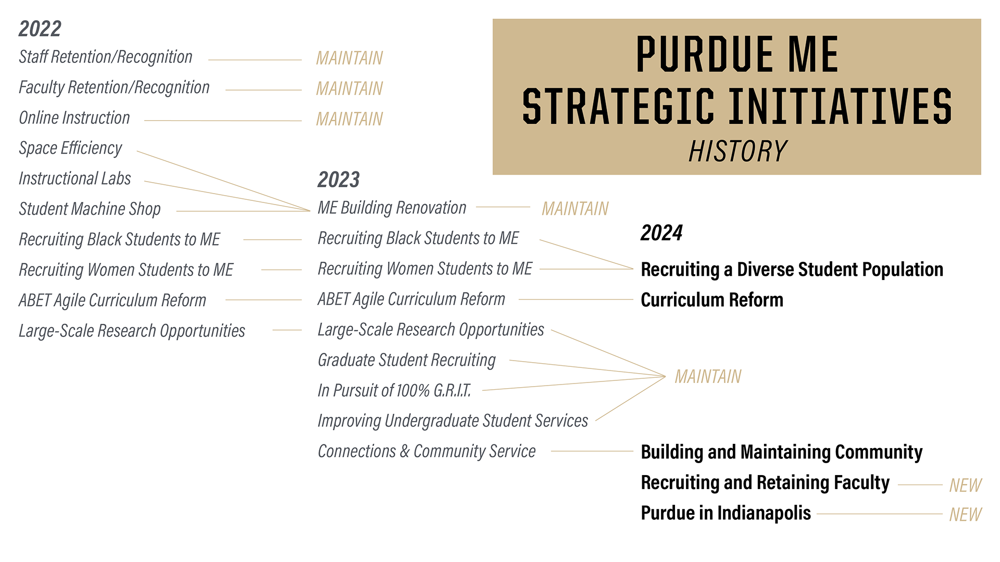 PURDUE ME
STRATEGIC INITIATIVES
HISTORY
2022
Staff Retention/Recognition MAINTAIN
Faculty Retention/Recognition MAINTAIN
Online Instruction MAINTAIN
Space Efficiency
Instructional Labs
Student Machine Shop
Recruiting Black Students to ME
Recruiting Women Students to ME
ABET Agile Curriculum Reform
Large-Scale Research Opportunities
2023
ME Building Renovation MAINTAIN
Recruiting Black Students to ME
Recruiting Women Students to ME
ABET Agile Curriculum Reform
Large-Scale Research Opportunities
Graduate Student Recruiting
In Pursuit of 100% G.R.I.T.
Improving Undergraduate Student Services
MAINTAIN
Connections & Community Service
2024
Recruiting a Diverse Student Population
Curriculum Reform
Building and Maintaining Community
Recruiting and Retaining Faculty NEW
Purdue in Indianapolis NEW